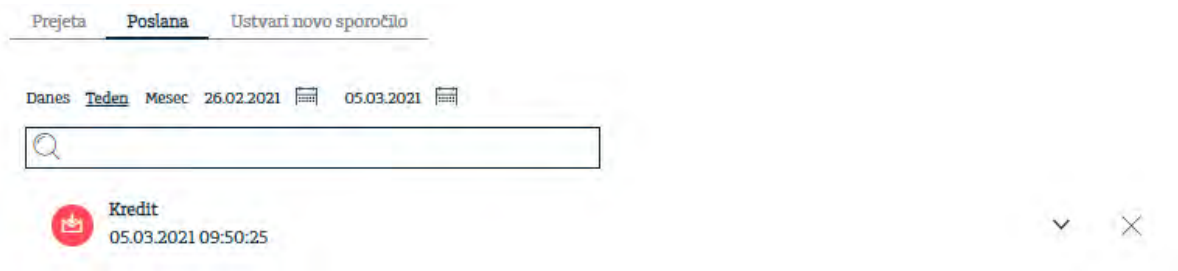 Prejeta Poslana Ustvari novo sporočilo
Danes Teden Mesec 26.02.2021 05.03.2021
Kredit
05.03.2021 09:50:25